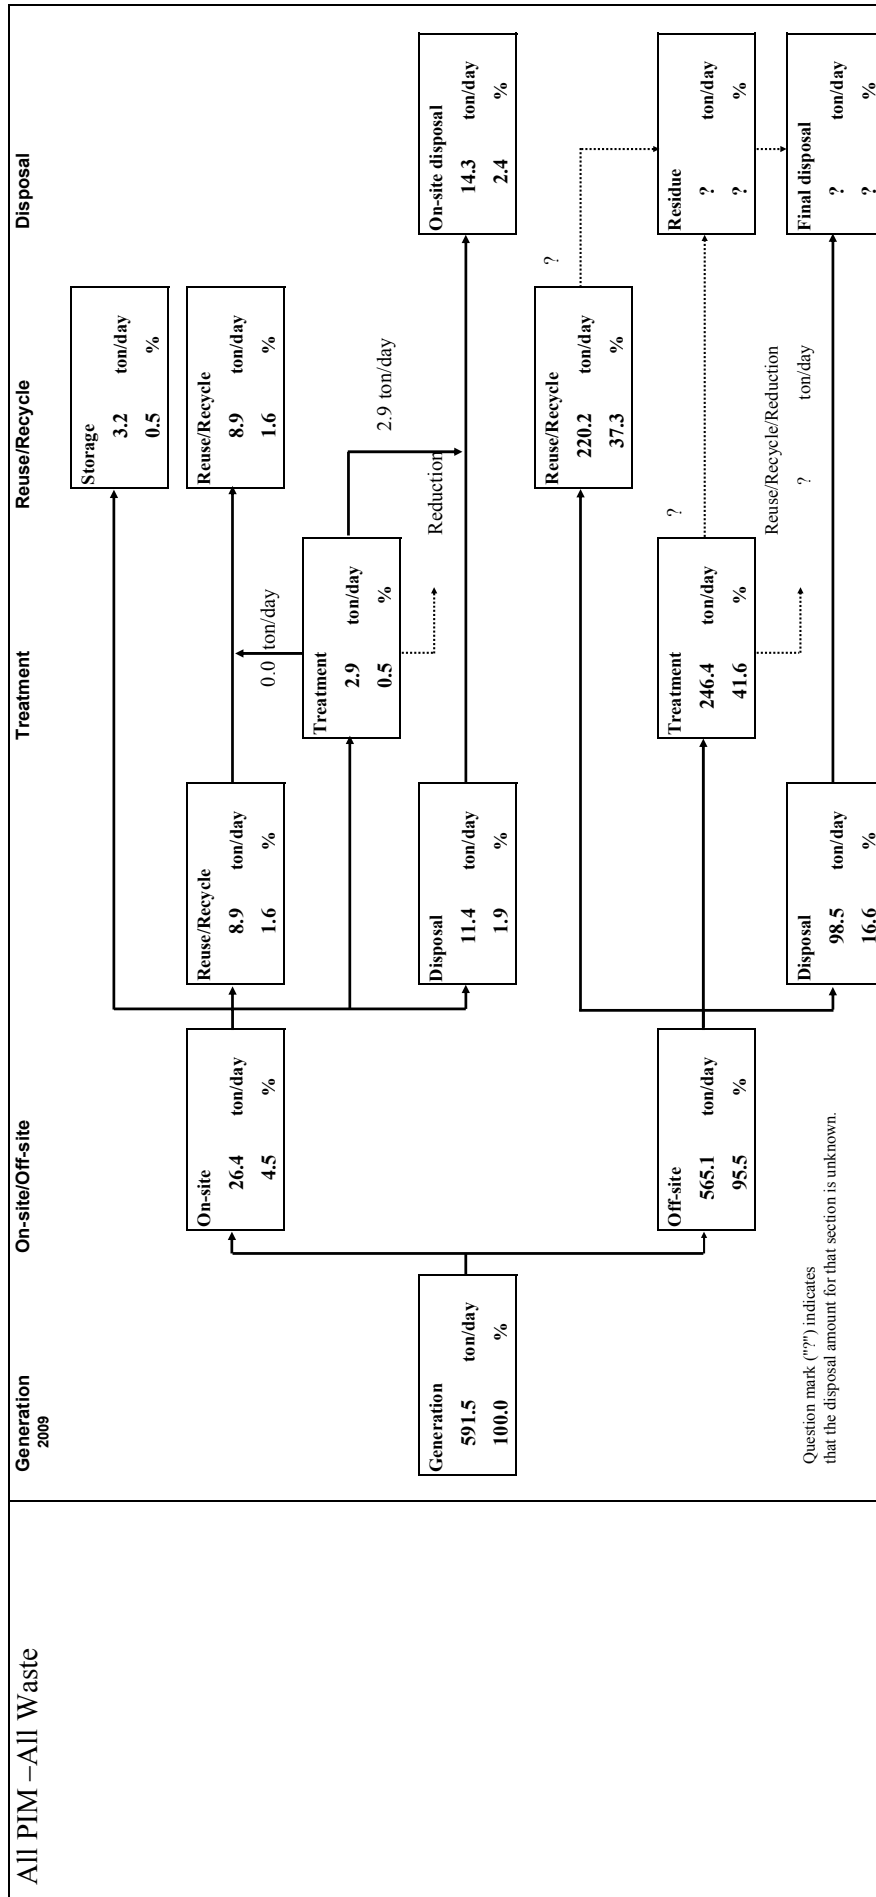 All PIM –All Waste
Generation
2009
On-site/Off-site
Treatment
Reuse/Recycle
Disposal
Generation
591.5 ton/day
100.0 %
On-site
26.4 ton/day
4.5 %
Off-site
565.1 ton/day
95.5 %
Storage
3.2 ton/day
0.5 %
Reuse/Recycle
8.9 ton/day
1.6 %
Reuse/Recycle
8.9 ton/day
1.6 %
0.0 ton/day
Treatment
2.9 ton/day
0.5 %
2.9 ton/day
Reduction
Disposal
11.4 ton/day
1.9 %
On-site disposal
14.3 ton/day
2.4 %
Reuse/Recycle
220.2 ton/day
37.3 %
?
Treatment
246.4 ton/day
41.6 %
?
Residue
? ton/day
? %
Reuse/Recycle/Reduction
? ton/day
Disposal
98.5 ton/day
16.6 %
Final disposal
? ton/day
? %
Question mark ("?") indicates
that the disposal amount for that section is unknown.